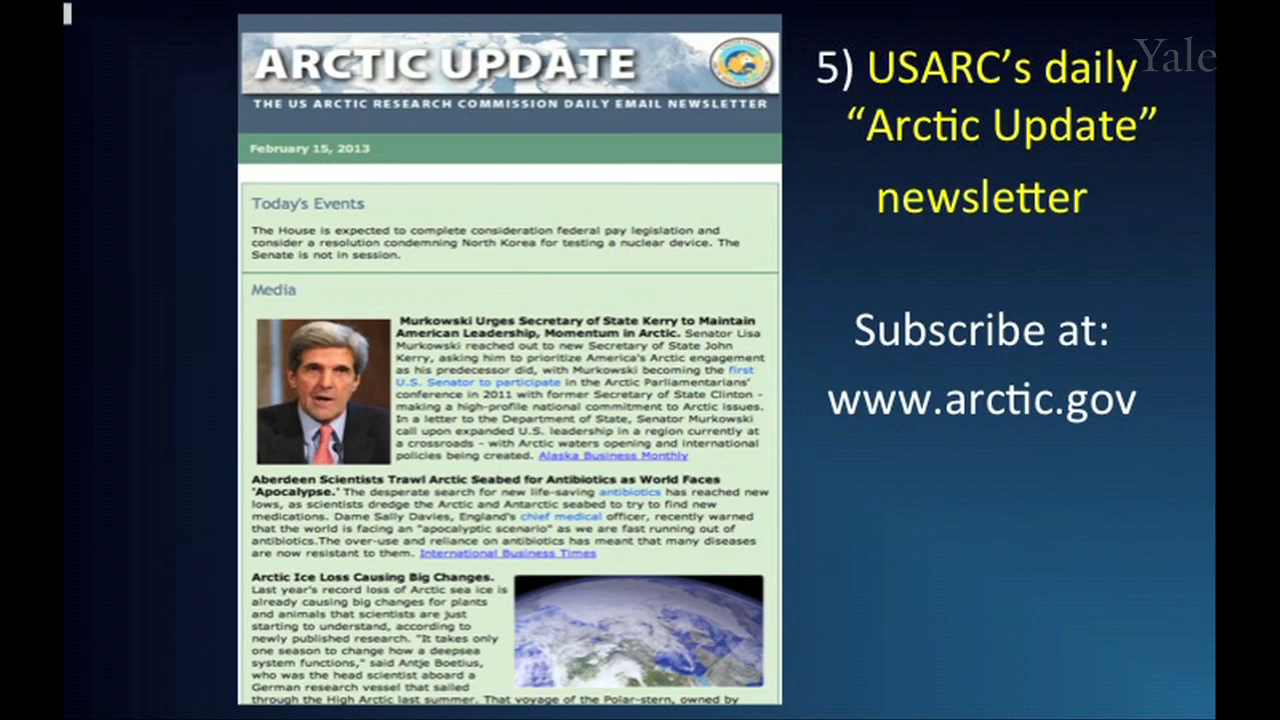 ARCTIC UPDATE
THE US ARCTIC RESEARCH COMMISSION DAILY EMAIL NEWSLETTER
February 15, 2013
Today's Events
The House is expected to complete consideration federal pay legislation and
consider a resolution condemning North Korea for testing a nuclear device. The
Senate is not in session.
Media
Murkowski Urges Secretary of State Kerry to Maintain
American Leadership, Momentum in Arctic. Senator Lisa
Murkowski reached out to new Secretary of State John
Kerry, asking him to prioritize America's Arctic engagement
as his predecessor did, with Murkowski becoming the first
U.S. Senator to participate in the Arctic Parliamentarians'
conference in 2011 with former Secretary of State Clinton -
making a high-profile national commitment to Arctic issues.
In a letter to the Department of State, Senator Murkowski
call upon expanded U.S. leadership in a region currently at
a crossroads - with Arctic waters opening and international
policies being created. Alaska Business Monthly
Aberdeen Scientists Trawl Arctic Seabed for Antibiotics as World Faces
'Apocalypse.' The desperate search for new life-saving antibiotics has reached new
lows, as scientists dredge the Arctic and Antarctic seabed to try to find new
medications. Dame Sally Davies, England's chief medical officer, recently warned
that the world is facing an "apocalyptic scenario" as we are fast running out of
antibiotics.The over-use and reliance on antibiotics has meant that many diseases
are now resistant to them. International Business Times
Arctic Ice Loss Causing Big Changes.
Last year's record loss of Arctic sea ice is
already causing big changes for plants
and animals that scientists are just
starting to understand, according to
newly published research. "It takes only
one season to change how a deepsea
system functions," said Antje Boetius,
who was the head scientist aboard a
German research vessel that sailed
through the High Arctic last summer. That voyage of the Polar-stern, owned by
5) USARC's daily
“Arctic Update”
newsletter
Subscribe at:
www.arctic.gov
Yale